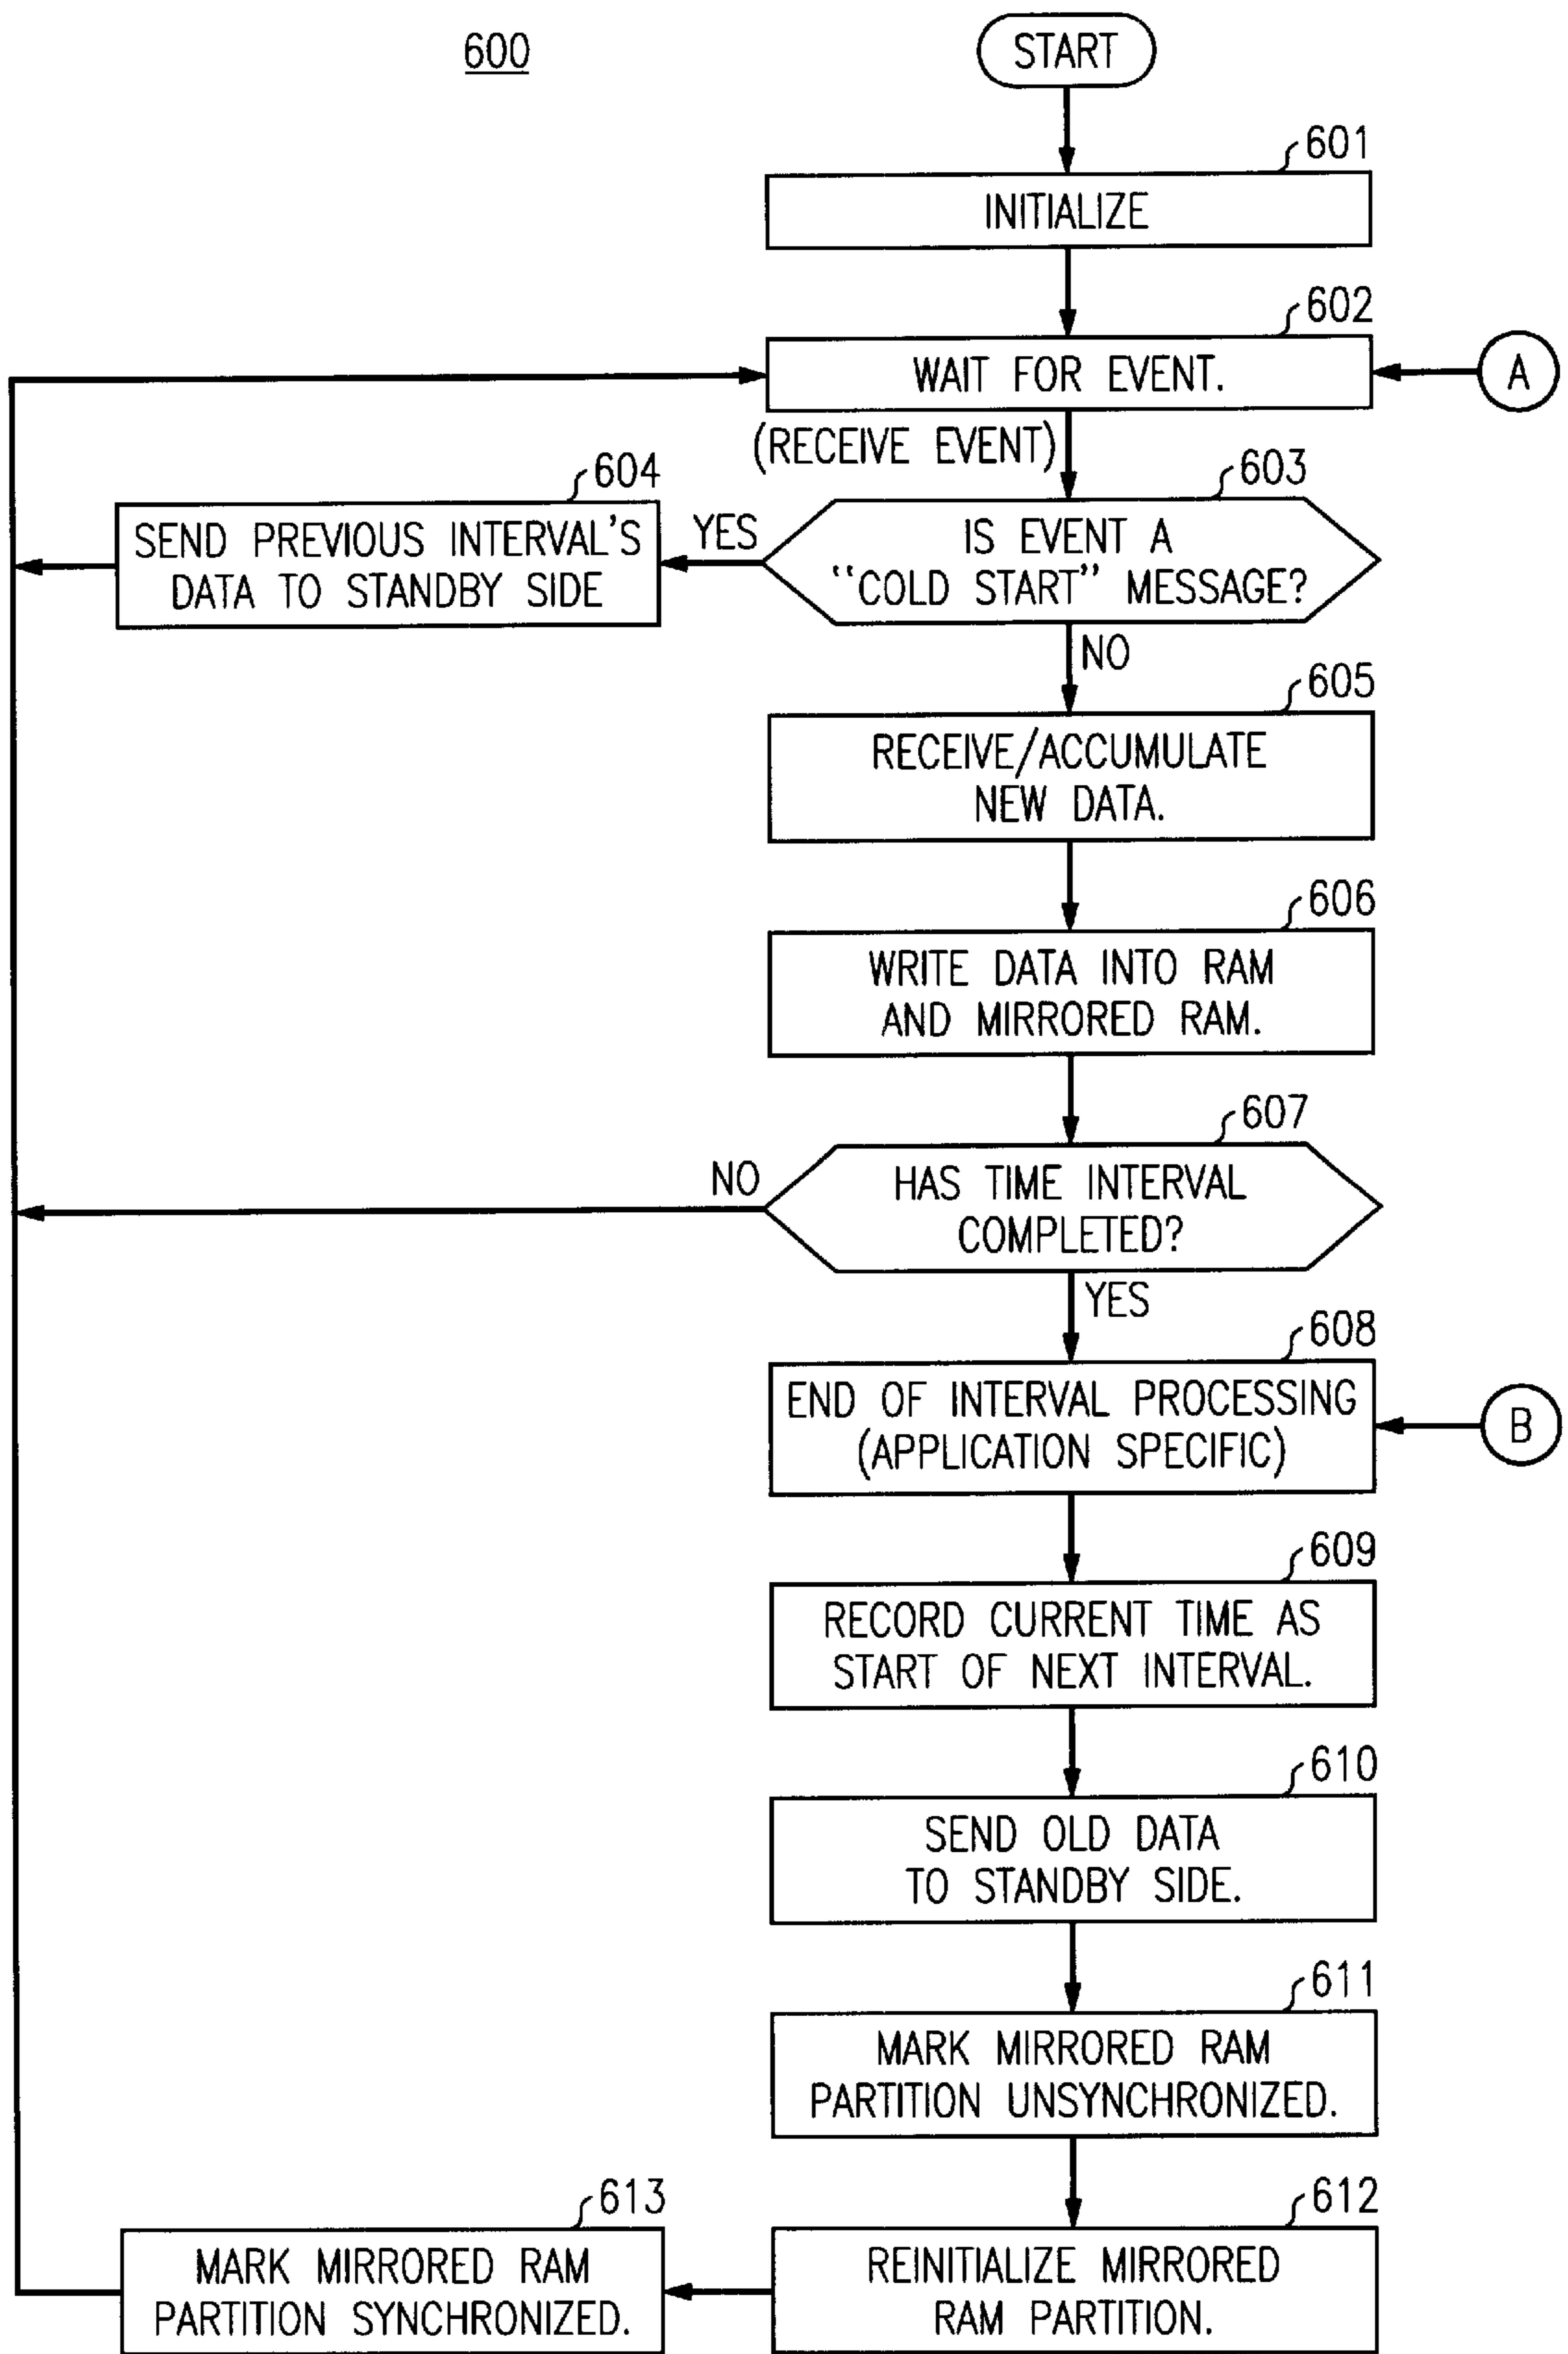 600
START
601
INITIALIZE
602
WAIT FOR EVENT.
A
(RECEIVE EVENT)
603
IS EVENT A
“COLD START” MESSAGE?
YES
604
SEND PREVIOUS INTERVAL'S
DATA TO STANDBY SIDE
NO
605
RECEIVE/ACCUMULATE
NEW DATA.
606
WRITE DATA INTO RAM
AND MIRRORED RAM.
607
HAS TIME INTERVAL
COMPLETED?
NO
YES
608
END OF INTERVAL PROCESSING
(APPLICATION SPECIFIC)
B
609
RECORD CURRENT TIME AS
START OF NEXT INTERVAL.
610
SEND OLD DATA
TO STANDBY SIDE.
611
MARK MIRRORED RAM
PARTITION UNSYNCHRONIZED.
612
REINITIALIZE MIRRORED
RAM PARTITION.
613
MARK MIRRORED RAM
PARTITION SYNCHRONIZED.